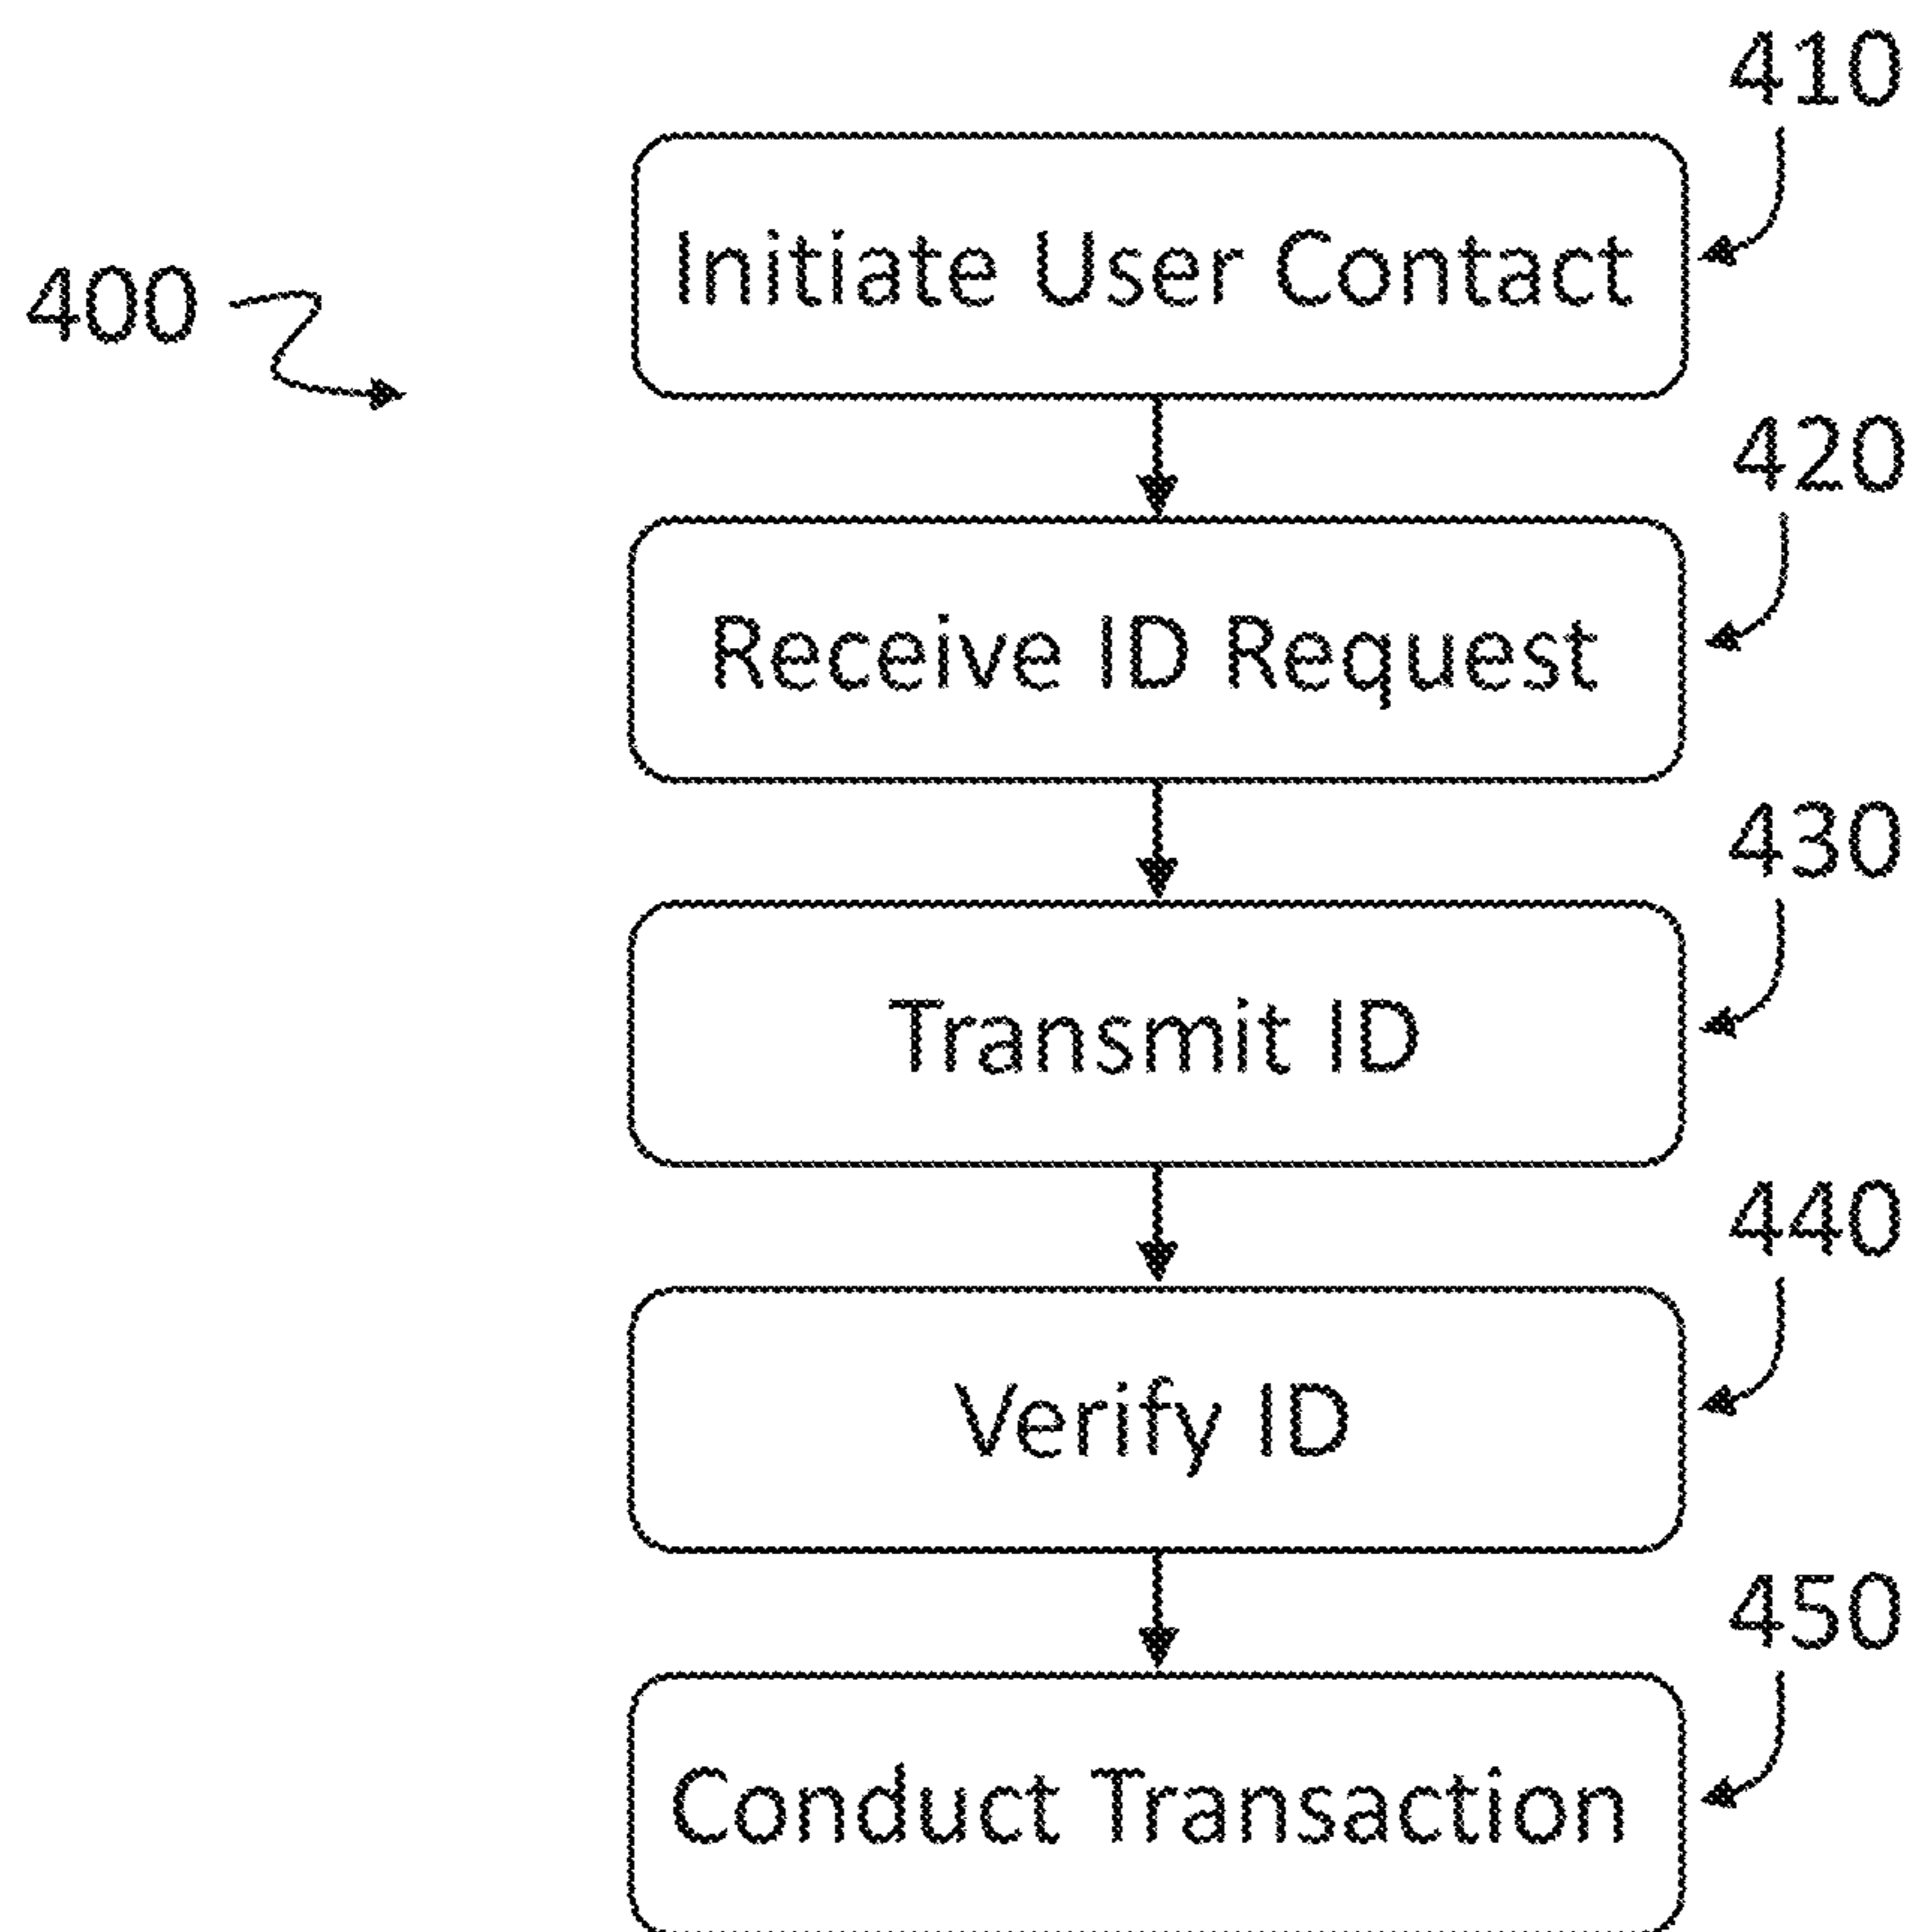 410
Initiate User Contact
400
420
Receive ID Request
430
Transmit ID
440
Verify ID
450
Conduct Transaction